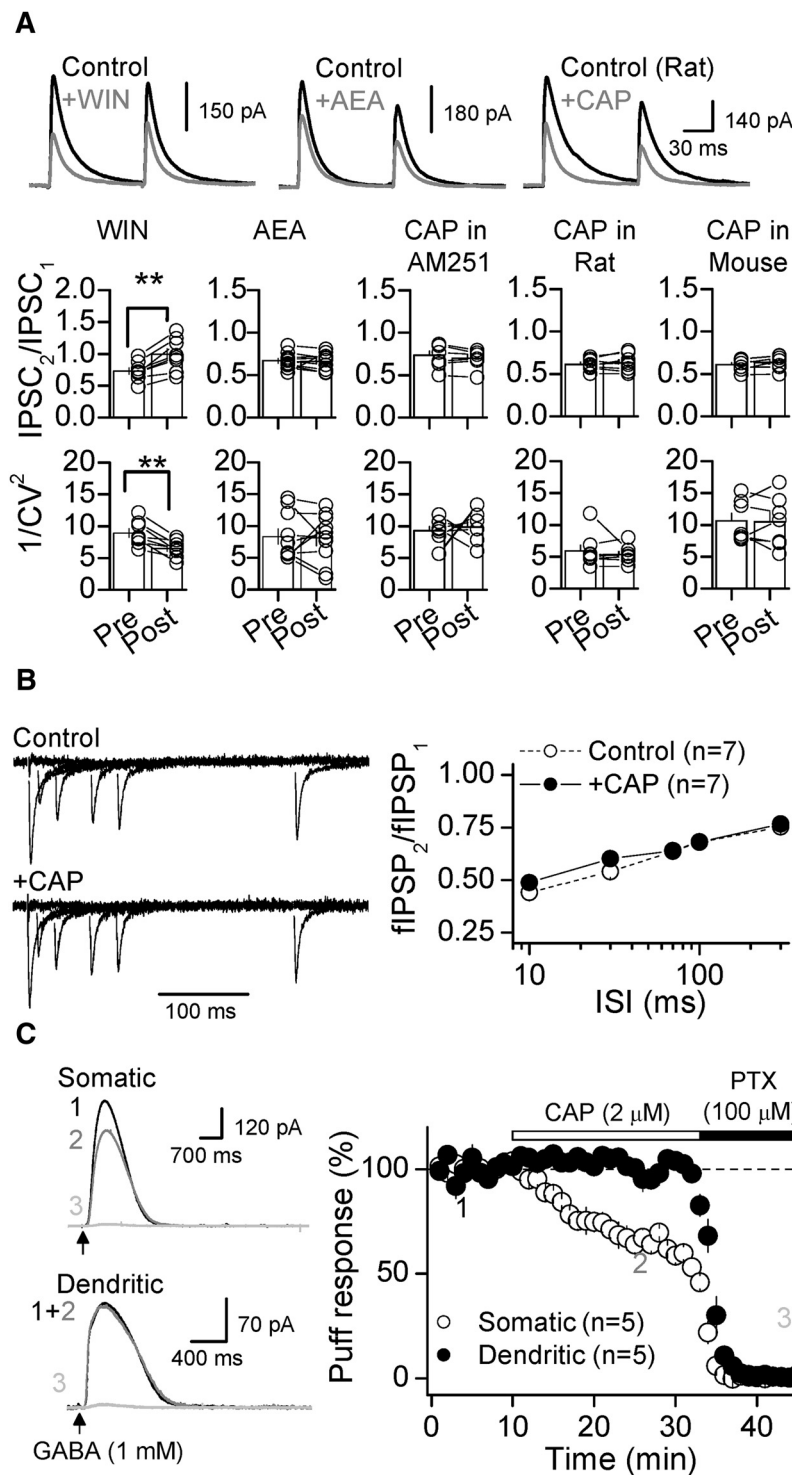 A
Control
+WIN
150 pA
Control
+AEA
180 pA
Control (Rat)
+CAP
140 pA
30 ms
WIN
AEA
CAP in
AM251
CAP in
Rat
CAP in
Mouse
IPSC2/IPSC1
2.0
1.5
1.0
0.5
0.0
**
1.5
1.0
0.5
0.0
1.5
1.0
0.5
0.0
1.5
1.0
0.5
0.0
1.5
1.0
0.5
0.0
1/CV2
20
15
10
5
0
**
20
15
10
5
0
20
15
10
5
0
20
15
10
5
0
20
15
10
5
0
Pre
Post
Pre
Post
Pre
Post
Pre
Post
Pre
Post
B
Control
+CAP
100 ms
Control (n=7)
+CAP (n=7)
fIPSP2/fIPSP1
1.00
0.75
0.50
0.25
10
100
ISI (ms)
C
Somatic
1
2
3
120 pA
700 ms
Dendritic
1+2
3
70 pA
400 ms
GABA (1 mM)
PTX
CAP (2 µM)
(100 µM)
Puff response (%)
100
50
0
1
2
3
Somatic (n=5)
Dendritic (n=5)
0
10
20
30
40
Time (min)